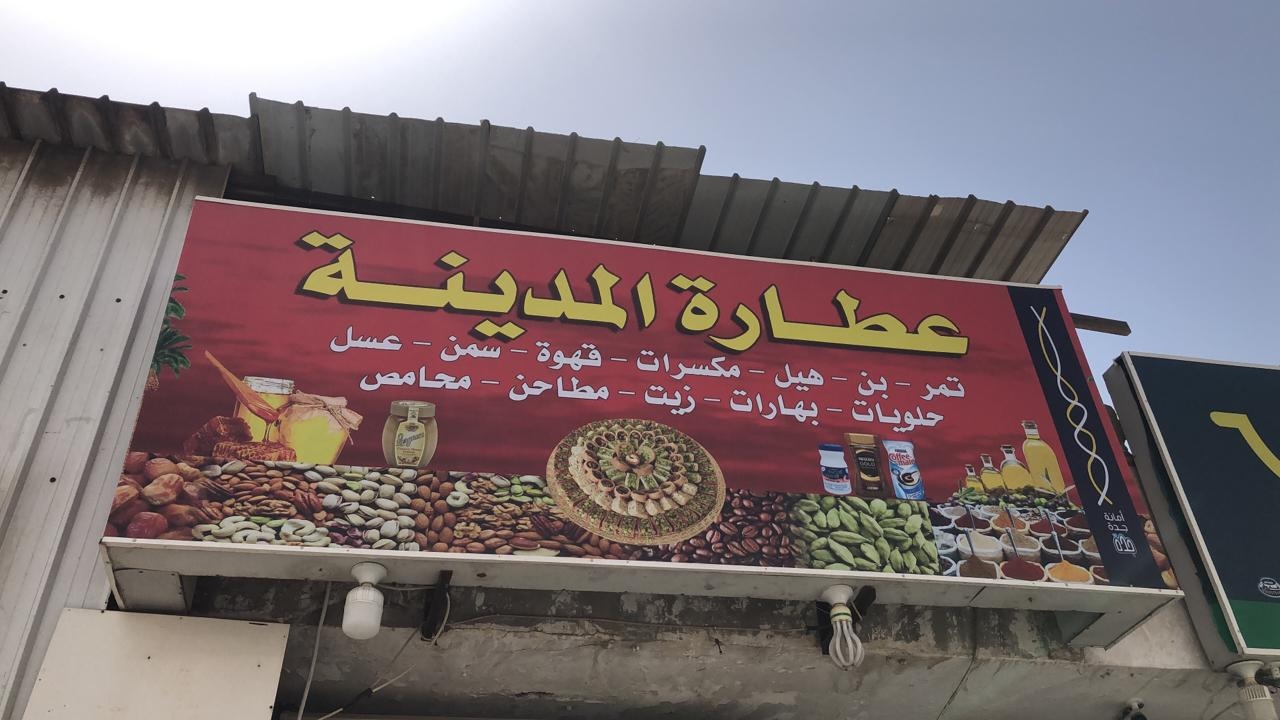 عطارة المدينة
تمر - بن - هيل - مكسرات - قهوة - سمن - عسل
حلويات - بهارات - زيت - مطاحن - محامص
أمانة
جدة